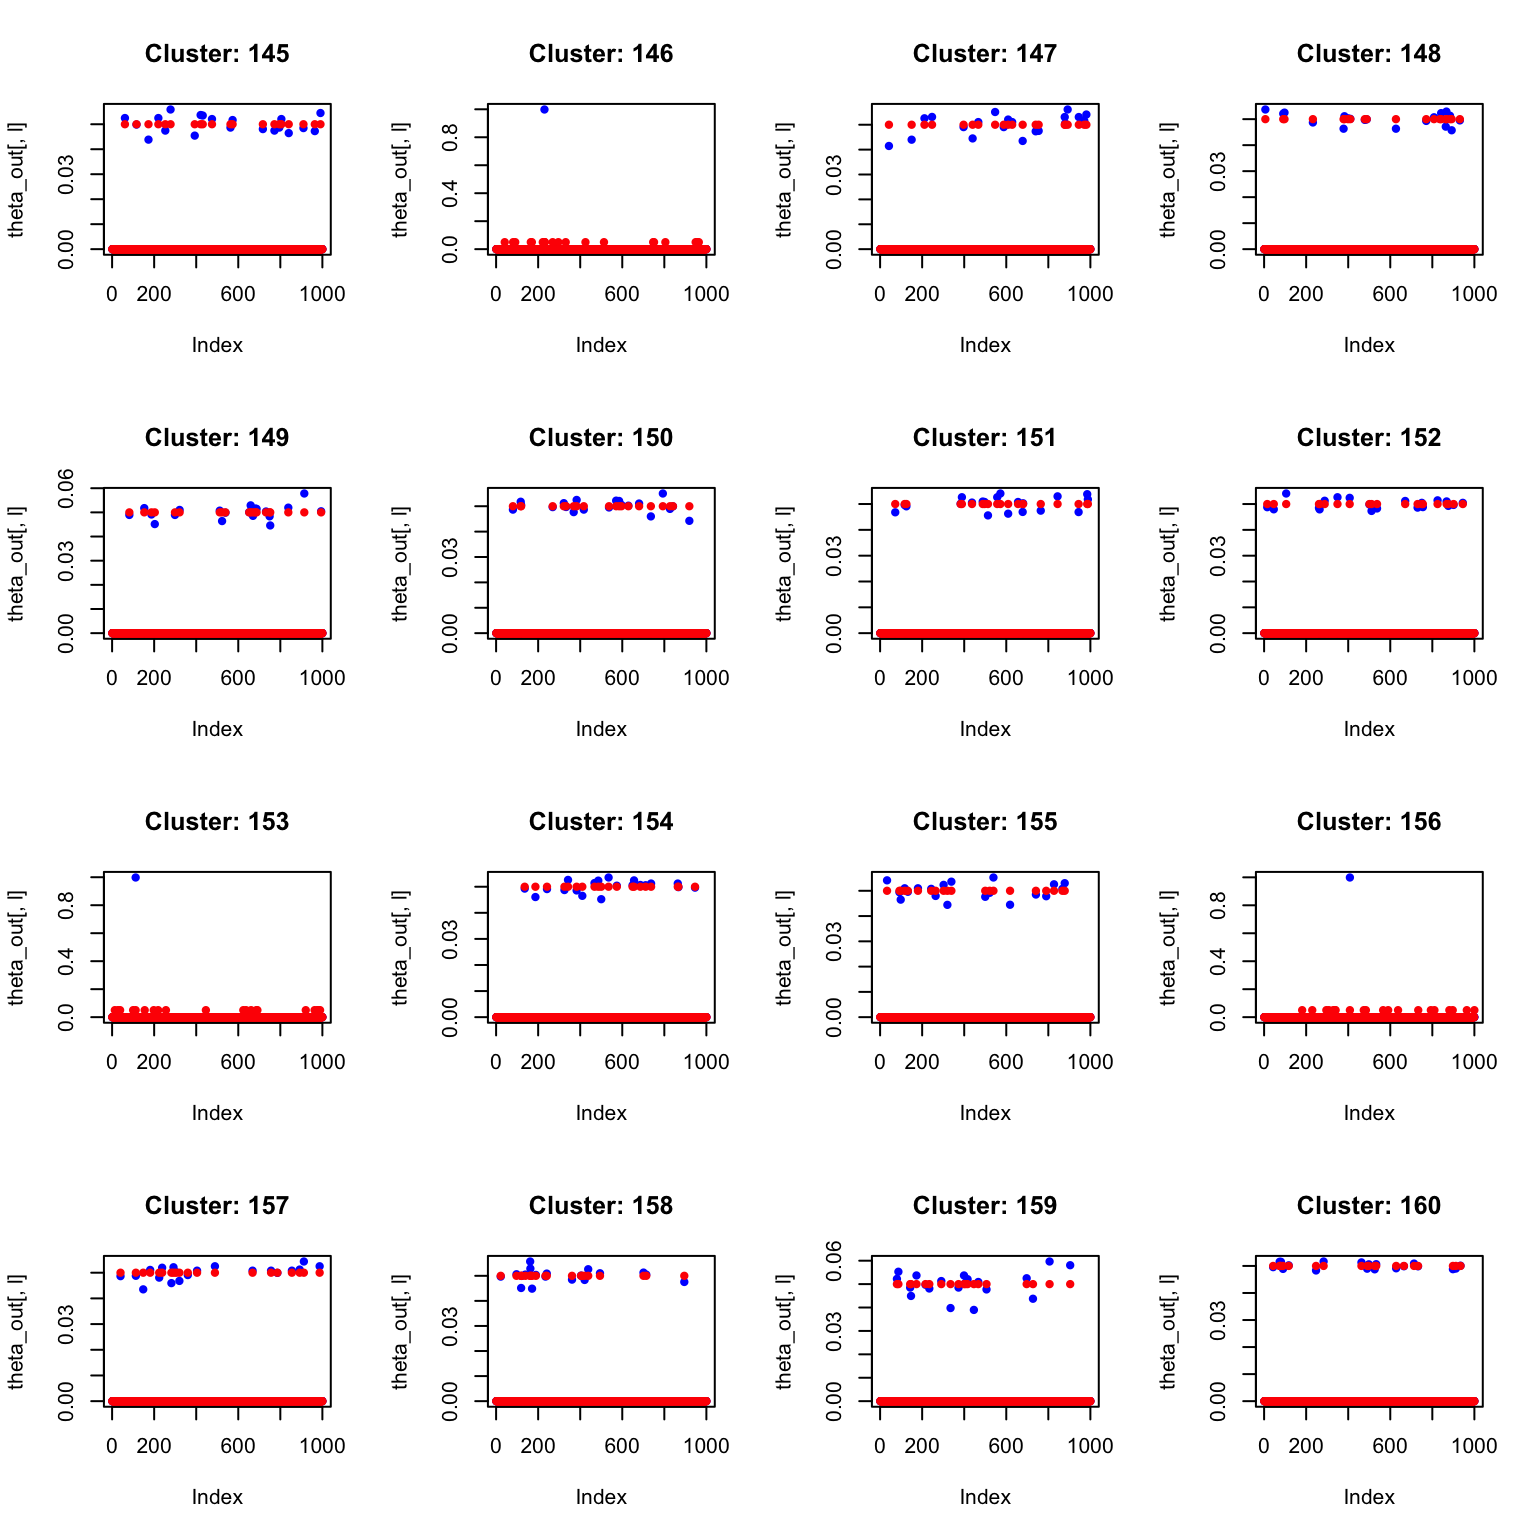 Cluster: 145
theta_out[, l]
0.00
0.03
0
200
600
1000
Index
Cluster: 146
theta_out[, l]
0.0
0.4
0.8
0
200
600
1000
Index
Cluster: 147
theta_out[, l]
0.00
0.03
0
200
600
1000
Index
Cluster: 148
theta_out[, l]
0.00
0.03
0
200
600
1000
Index
Cluster: 149
theta_out[, l]
0.00
0.03
0.06
0
200
600
1000
Index
Cluster: 150
theta_out[, l]
0.00
0.03
0
200
600
1000
Index
Cluster: 151
theta_out[, l]
0.00
0.03
0
200
600
1000
Index
Cluster: 152
theta_out[, l]
0.00
0.03
0
200
600
1000
Index
Cluster: 153
theta_out[, l]
0.0
0.4
0.8
0
200
600
1000
Index
Cluster: 154
theta_out[, l]
0.00
0.03
0
200
600
1000
Index
Cluster: 155
theta_out[, l]
0.00
0.03
0
200
600
1000
Index
Cluster: 156
theta_out[, l]
0.0
0.4
0.8
0
200
600
1000
Index
Cluster: 157
theta_out[, l]
0.00
0.03
0
200
600
1000
Index
Cluster: 158
theta_out[, l]
0.00
0.03
0
200
600
1000
Index
Cluster: 159
theta_out[, l]
0.00
0.03
0.06
0
200
600
1000
Index
Cluster: 160
theta_out[, l]
0.00
0.03
0
200
600
1000
Index